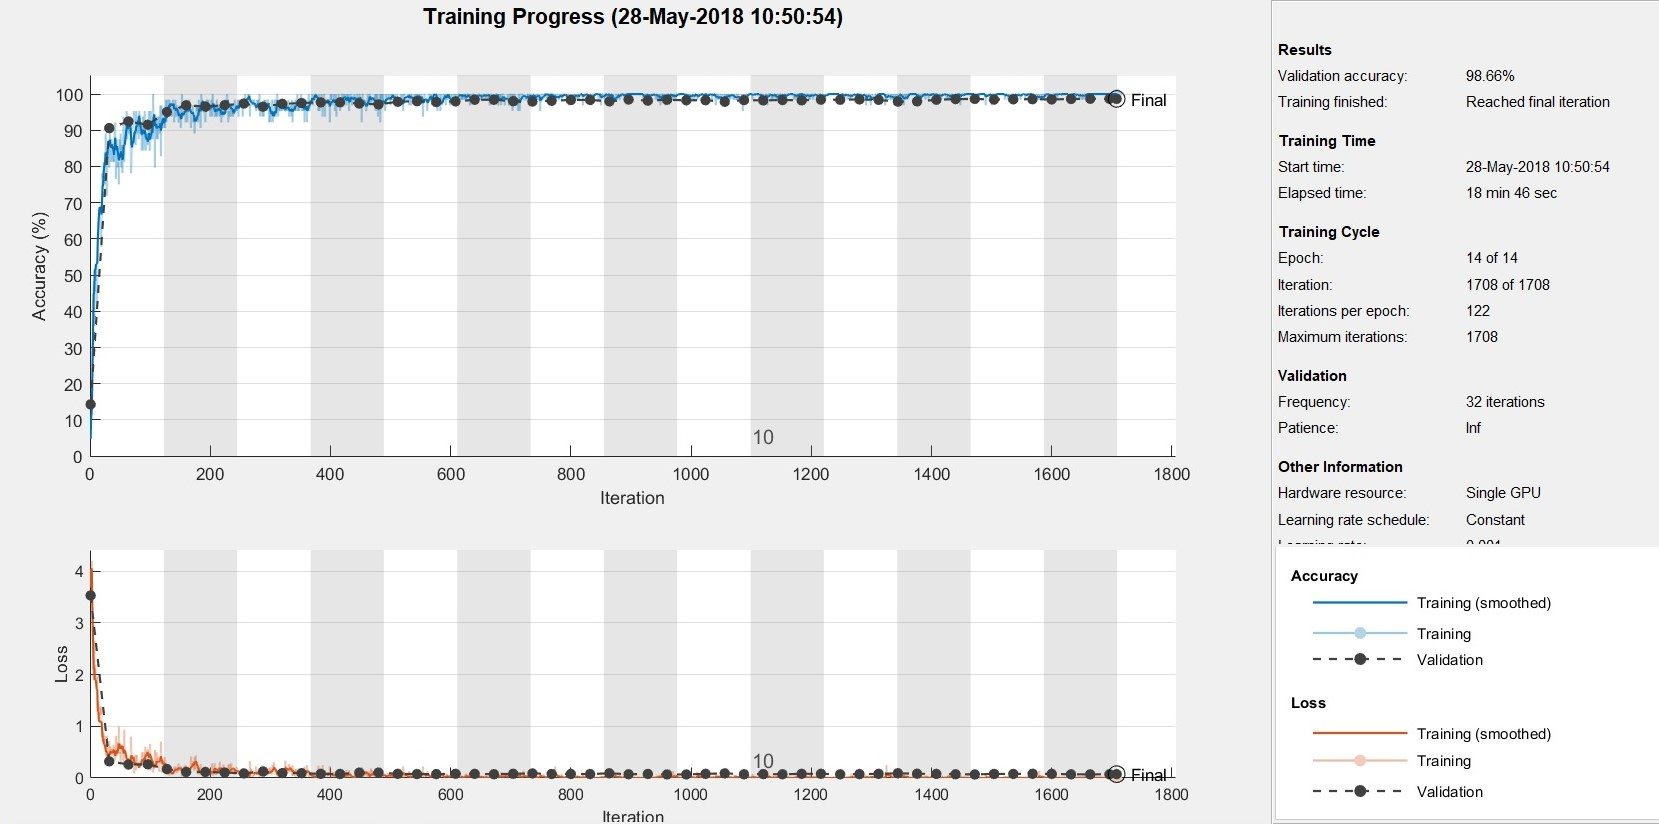 Training Progress (28-May-2018 10:50:54)
100
90
80
70
60
50
40
30
20
10
0
Accuracy (%)
Final
10
0 200 400 600 800 1000 1200 1400 1600 1800
Iteration
4
3
2
1
0
Loss
10
Final
0 200 400 600 800 1000 1200 1400 1600 1800
Iteration
Results
Validation accuracy: 98.66%
Training finished: Reached final iteration
Training Time
Start time: 28-May-2018 10:50:54
Elapsed time: 18 min 46 sec
Training Cycle
Epoch: 14 of 14
Iteration: 1708 of 1708
Iterations per epoch: 122
Maximum iterations: 1708
Validation
Frequency: 32 iterations
Patience: Inf
Other Information
Hardware resource: Single GPU
Learning rate schedule: Constant
Learning rate: 0.001
Accuracy
Training (smoothed)
Training
Validation
Loss
Training (smoothed)
Training
Validation